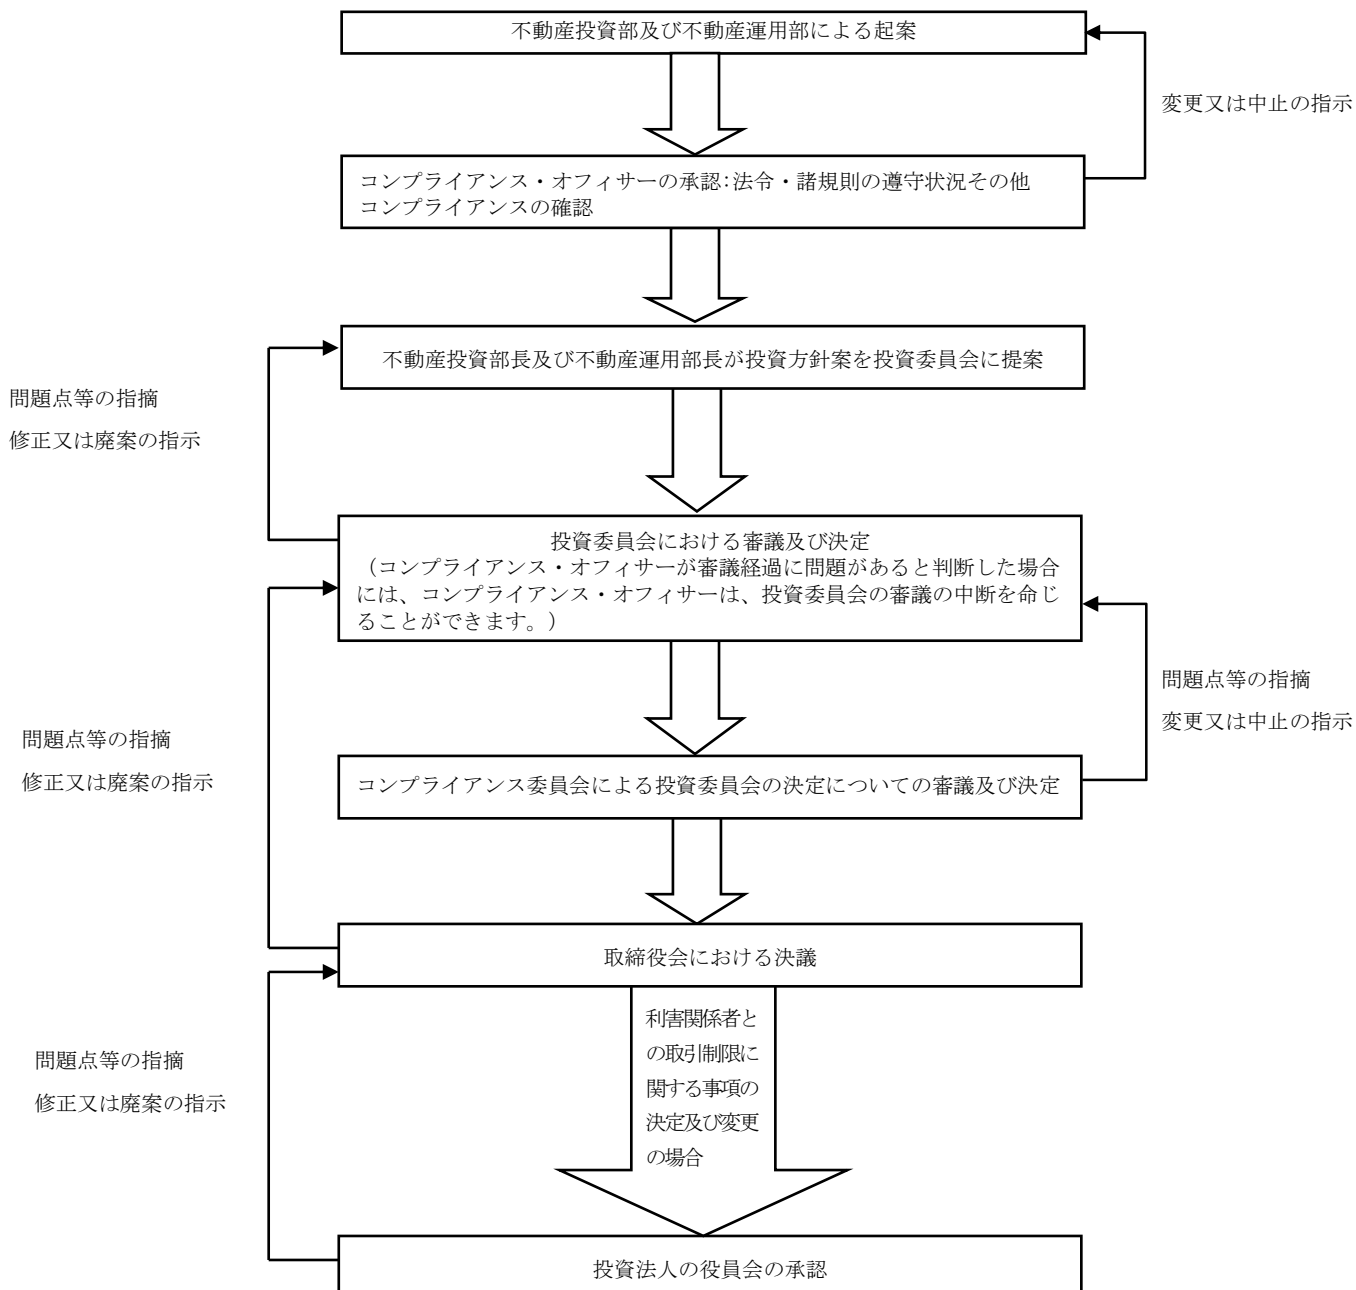 不動産投資部及び不動産運用部による起案
変更又は中止の指示
コンプライアンス・オフィサーの承認:法令・諸規則の遵守状況その他
コンプライアンスの確認
不動産投資部長及び不動産運用部長が投資方針案を投資委員会に提案
問題点等の指摘
修正又は廃案の指示
投資委員会における審議及び決定
（コンプライアンス・オフィサーが審議経過に問題があると判断した場合
には、コンプライアンス・オフィサーは、投資委員会の審議の中断を命じ
ることができます。）
問題点等の指摘
変更又は中止の指示
問題点等の指摘
修正又は廃案の指示
コンプライアンス委員会による投資委員会の決定についての審議及び決定
取締役会における決議
利害関係者と
の取引制限に
関する事項の
決定及び変更
の場合
問題点等の指摘
修正又は廃案の指示
投資法人の役員会の承認